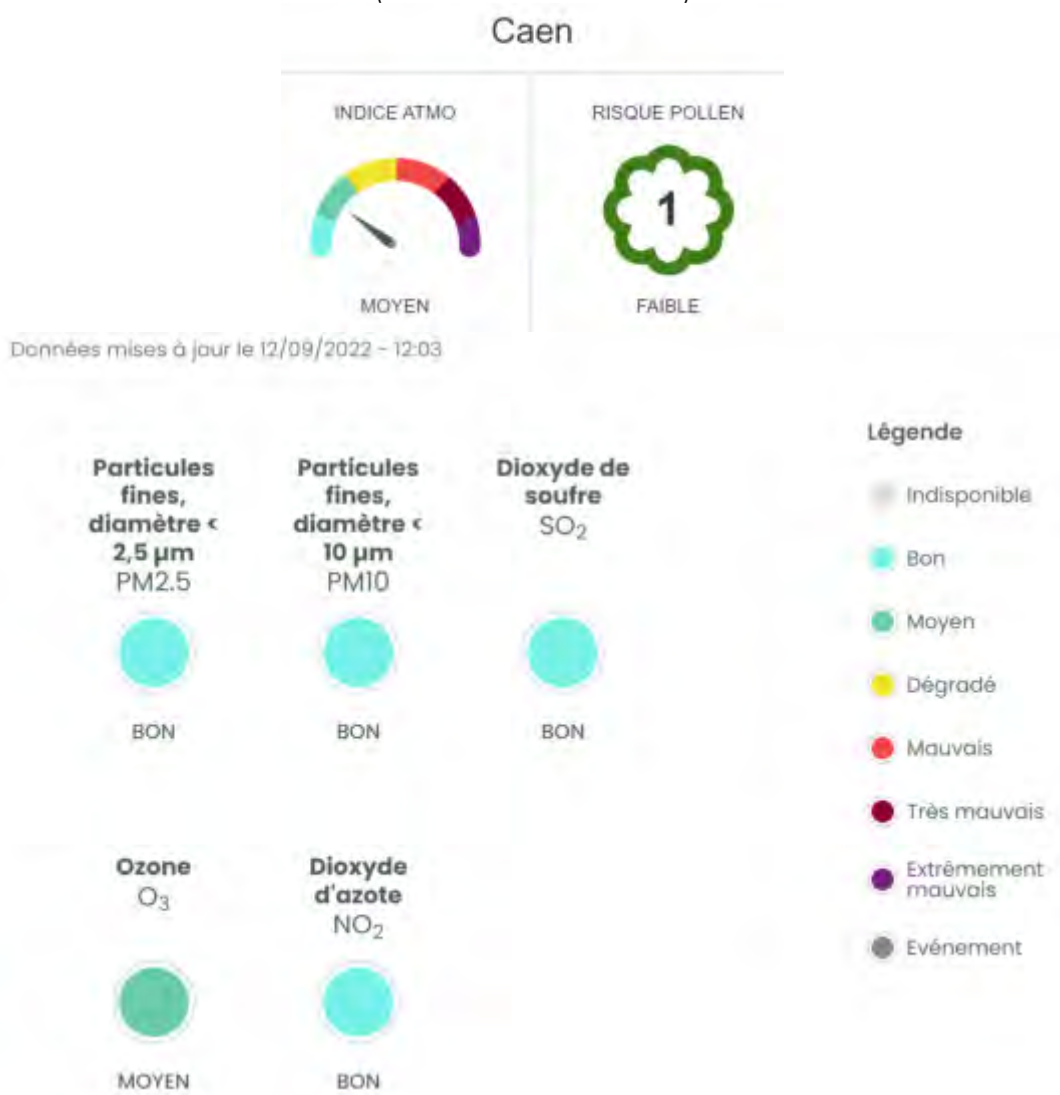 Caen
INDICE ATMO
RISQUE POLLEN
1
MOYEN
FAIBLE
Données mises à jour le 12/09/2022 - 12:03
Légende
Indisponible
Bon
Moyen
Dégradé
Mauvais
Très mauvais
Extrêmement
mauvais
Evénement
Particules
fines,
diamètre <
2,5 µm
PM2.5
BON
Particules
fines,
diamètre <
10 µm
PM10
BON
Dioxyde de
soufre
SO₂
BON
Ozone
O₃
MOYEN
Dioxyde
d'azote
NO₂
BON